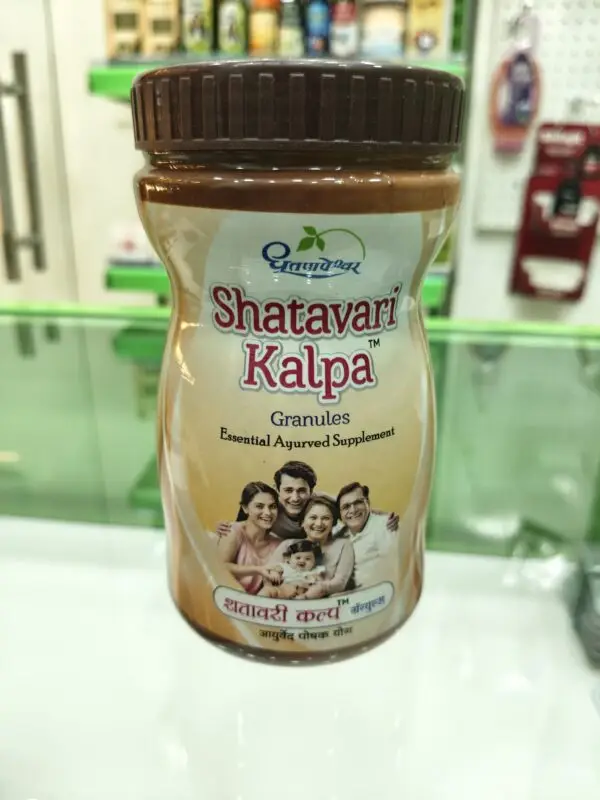 धूतपापेश्वर
Shatavari
Kalpa™
Granules
Essential Ayurved Supplement
शतावरी कल्प™ ग्रॅन्युल्स
आयुर्वेद पोषक योग